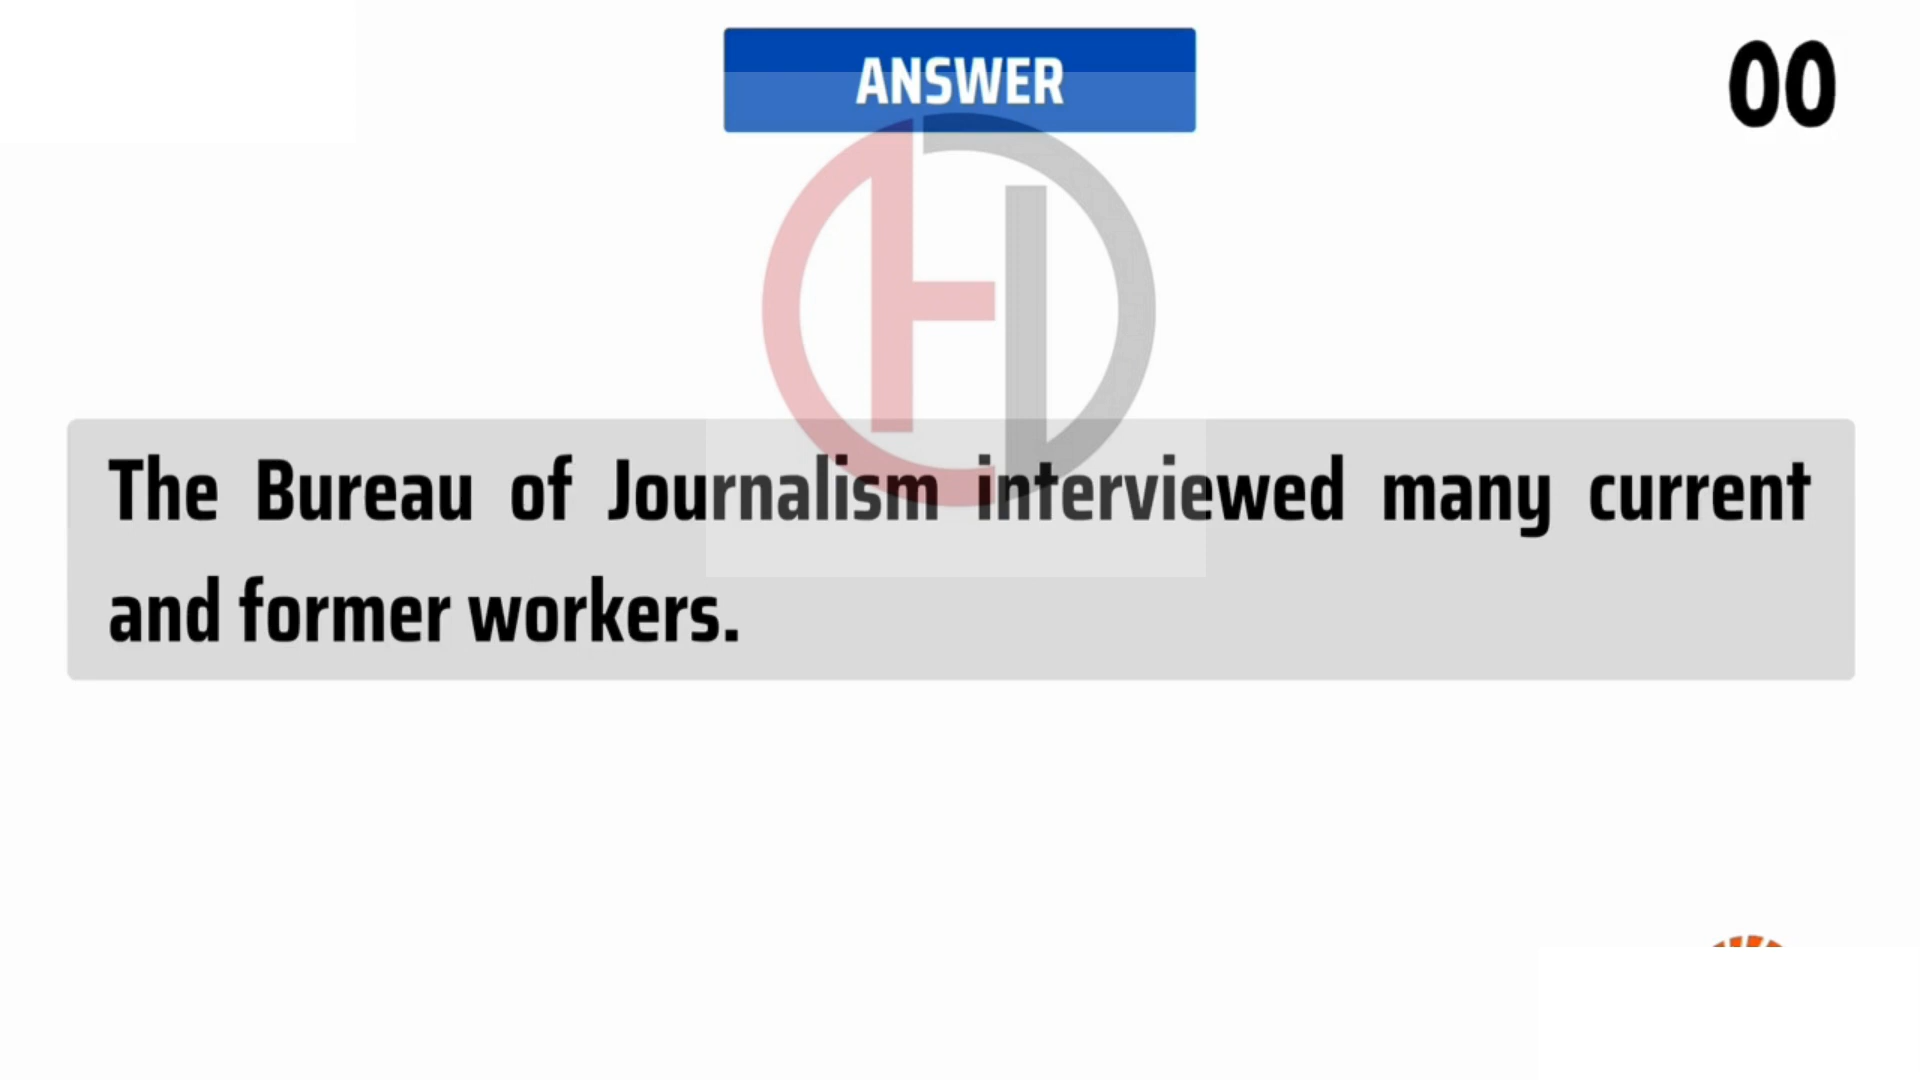 ANSWER
00
The Bureau of Journalism interviewed many current
and former workers.